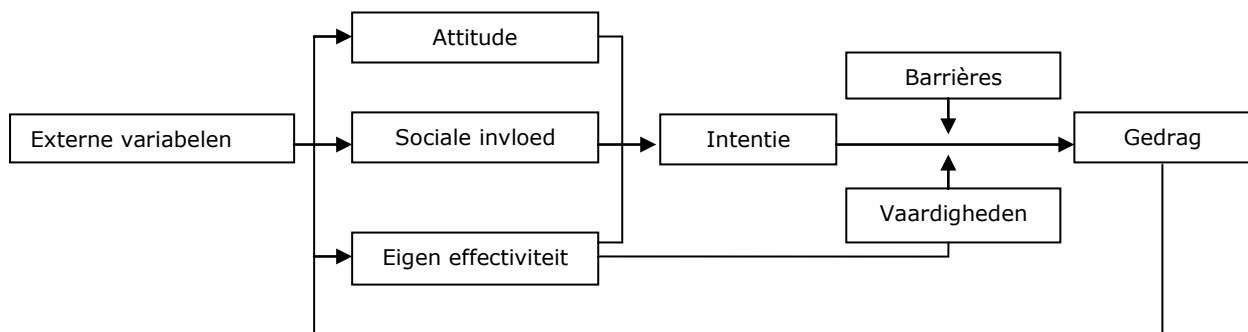 Attitude
Barrières
Externe variabelen
Sociale invloed
Intentie
Gedrag
Vaardigheden
Eigen effectiviteit